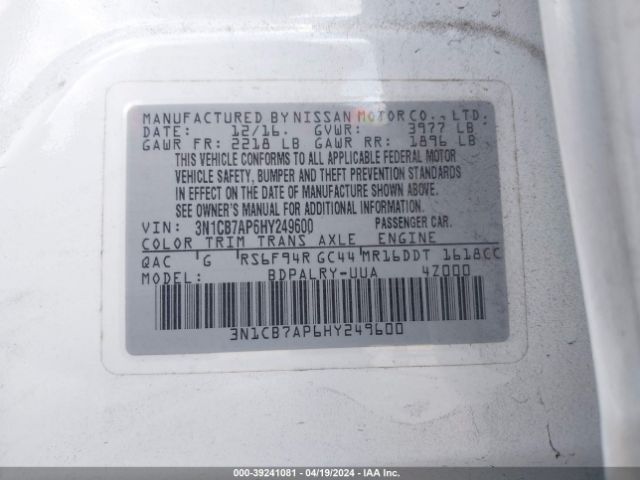 MANUFACTURED BY NISSAN MOTOR CO., LTD.
DATE: 12/16. GVWR: 3977 LB
GAWR FR: 2218 LB GAWR RR: 1896 LB
THIS VEHICLE CONFORMS TO ALL APPLICABLE FEDERAL MOTOR
VEHICLE SAFETY, BUMPER AND THEFT PREVENTION STANDARDS
IN EFFECT ON THE DATE OF MANUFACTURE SHOWN ABOVE.
SEE OWNER'S MANUAL FOR ADDITIONAL INFORMATION.
VIN: 3N1CB7AP6HY249600 PASSENGER CAR.
COLOR TRIM TRANS AXLE ENGINE
QAC G RS6F94R GC44 MR16DDT 1618CC
MODEL: BDPALRY-UUA 4Z000
3N1CB7AP6HY249600
000-39241081 - 04/19/2024 - IAA Inc.